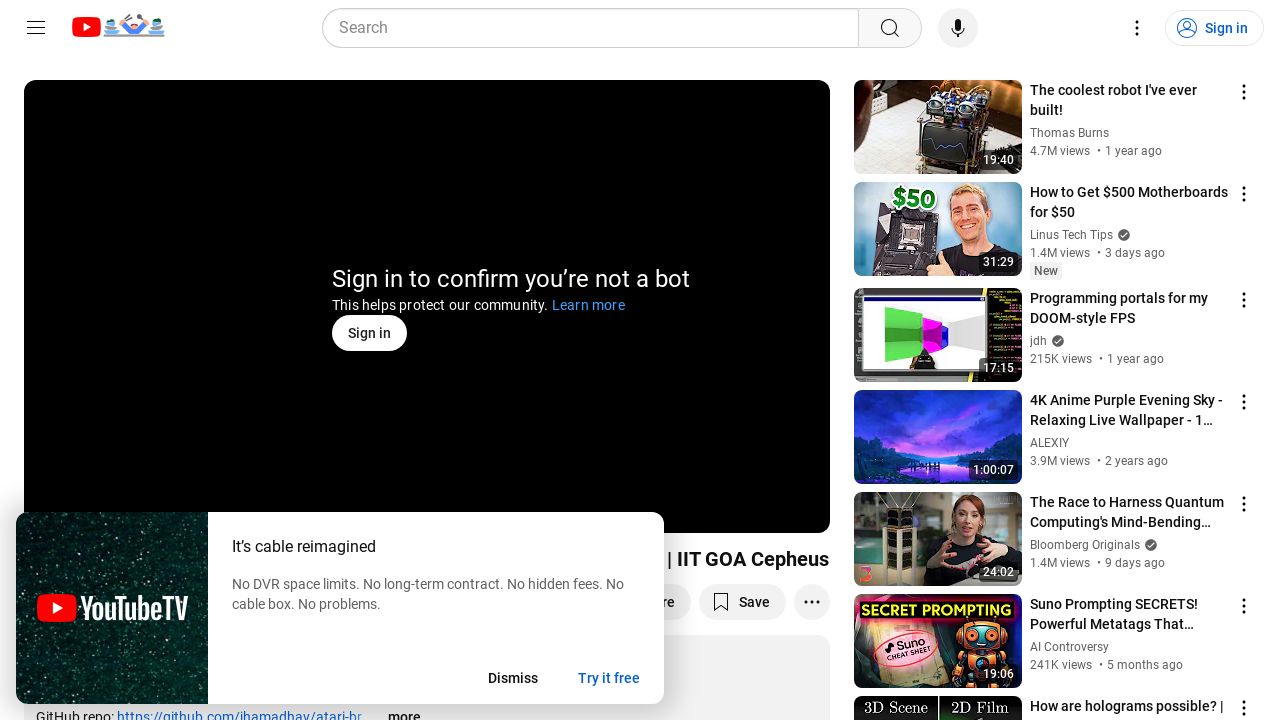 Search
Sign in
Sign in to confirm you’re not a bot
This helps protect our community. Learn more
Sign in
| IIT GOA Cepheus
re
Save
It’s cable reimagined
No DVR space limits. No long-term contract. No hidden fees. No
cable box. No problems.
YouTubeTV
Dismiss
Try it free
GitHub repo: https://github.com/jhamadhav/atari-br
...more
19:40
The coolest robot I've ever
built!
Thomas Burns
4.7M views • 1 year ago
$50
31:29
How to Get $500 Motherboards
for $50
Linus Tech Tips
1.4M views • 3 days ago
New
17:15
Programming portals for my
DOOM-style FPS
jdh
215K views • 1 year ago
1:00:07
4K Anime Purple Evening Sky -
Relaxing Live Wallpaper - 1…
ALEXIY
3.9M views • 2 years ago
24:02
The Race to Harness Quantum
Computing's Mind-Bending…
Bloomberg Originals
1.4M views • 9 days ago
SECRET PROMPTING
Suno
CHEAT SHEET
19:06
Suno Prompting SECRETS!
Powerful Metatags That…
AI Controversy
241K views • 5 months ago
3D Scene
2D Film
How are holograms possible? |